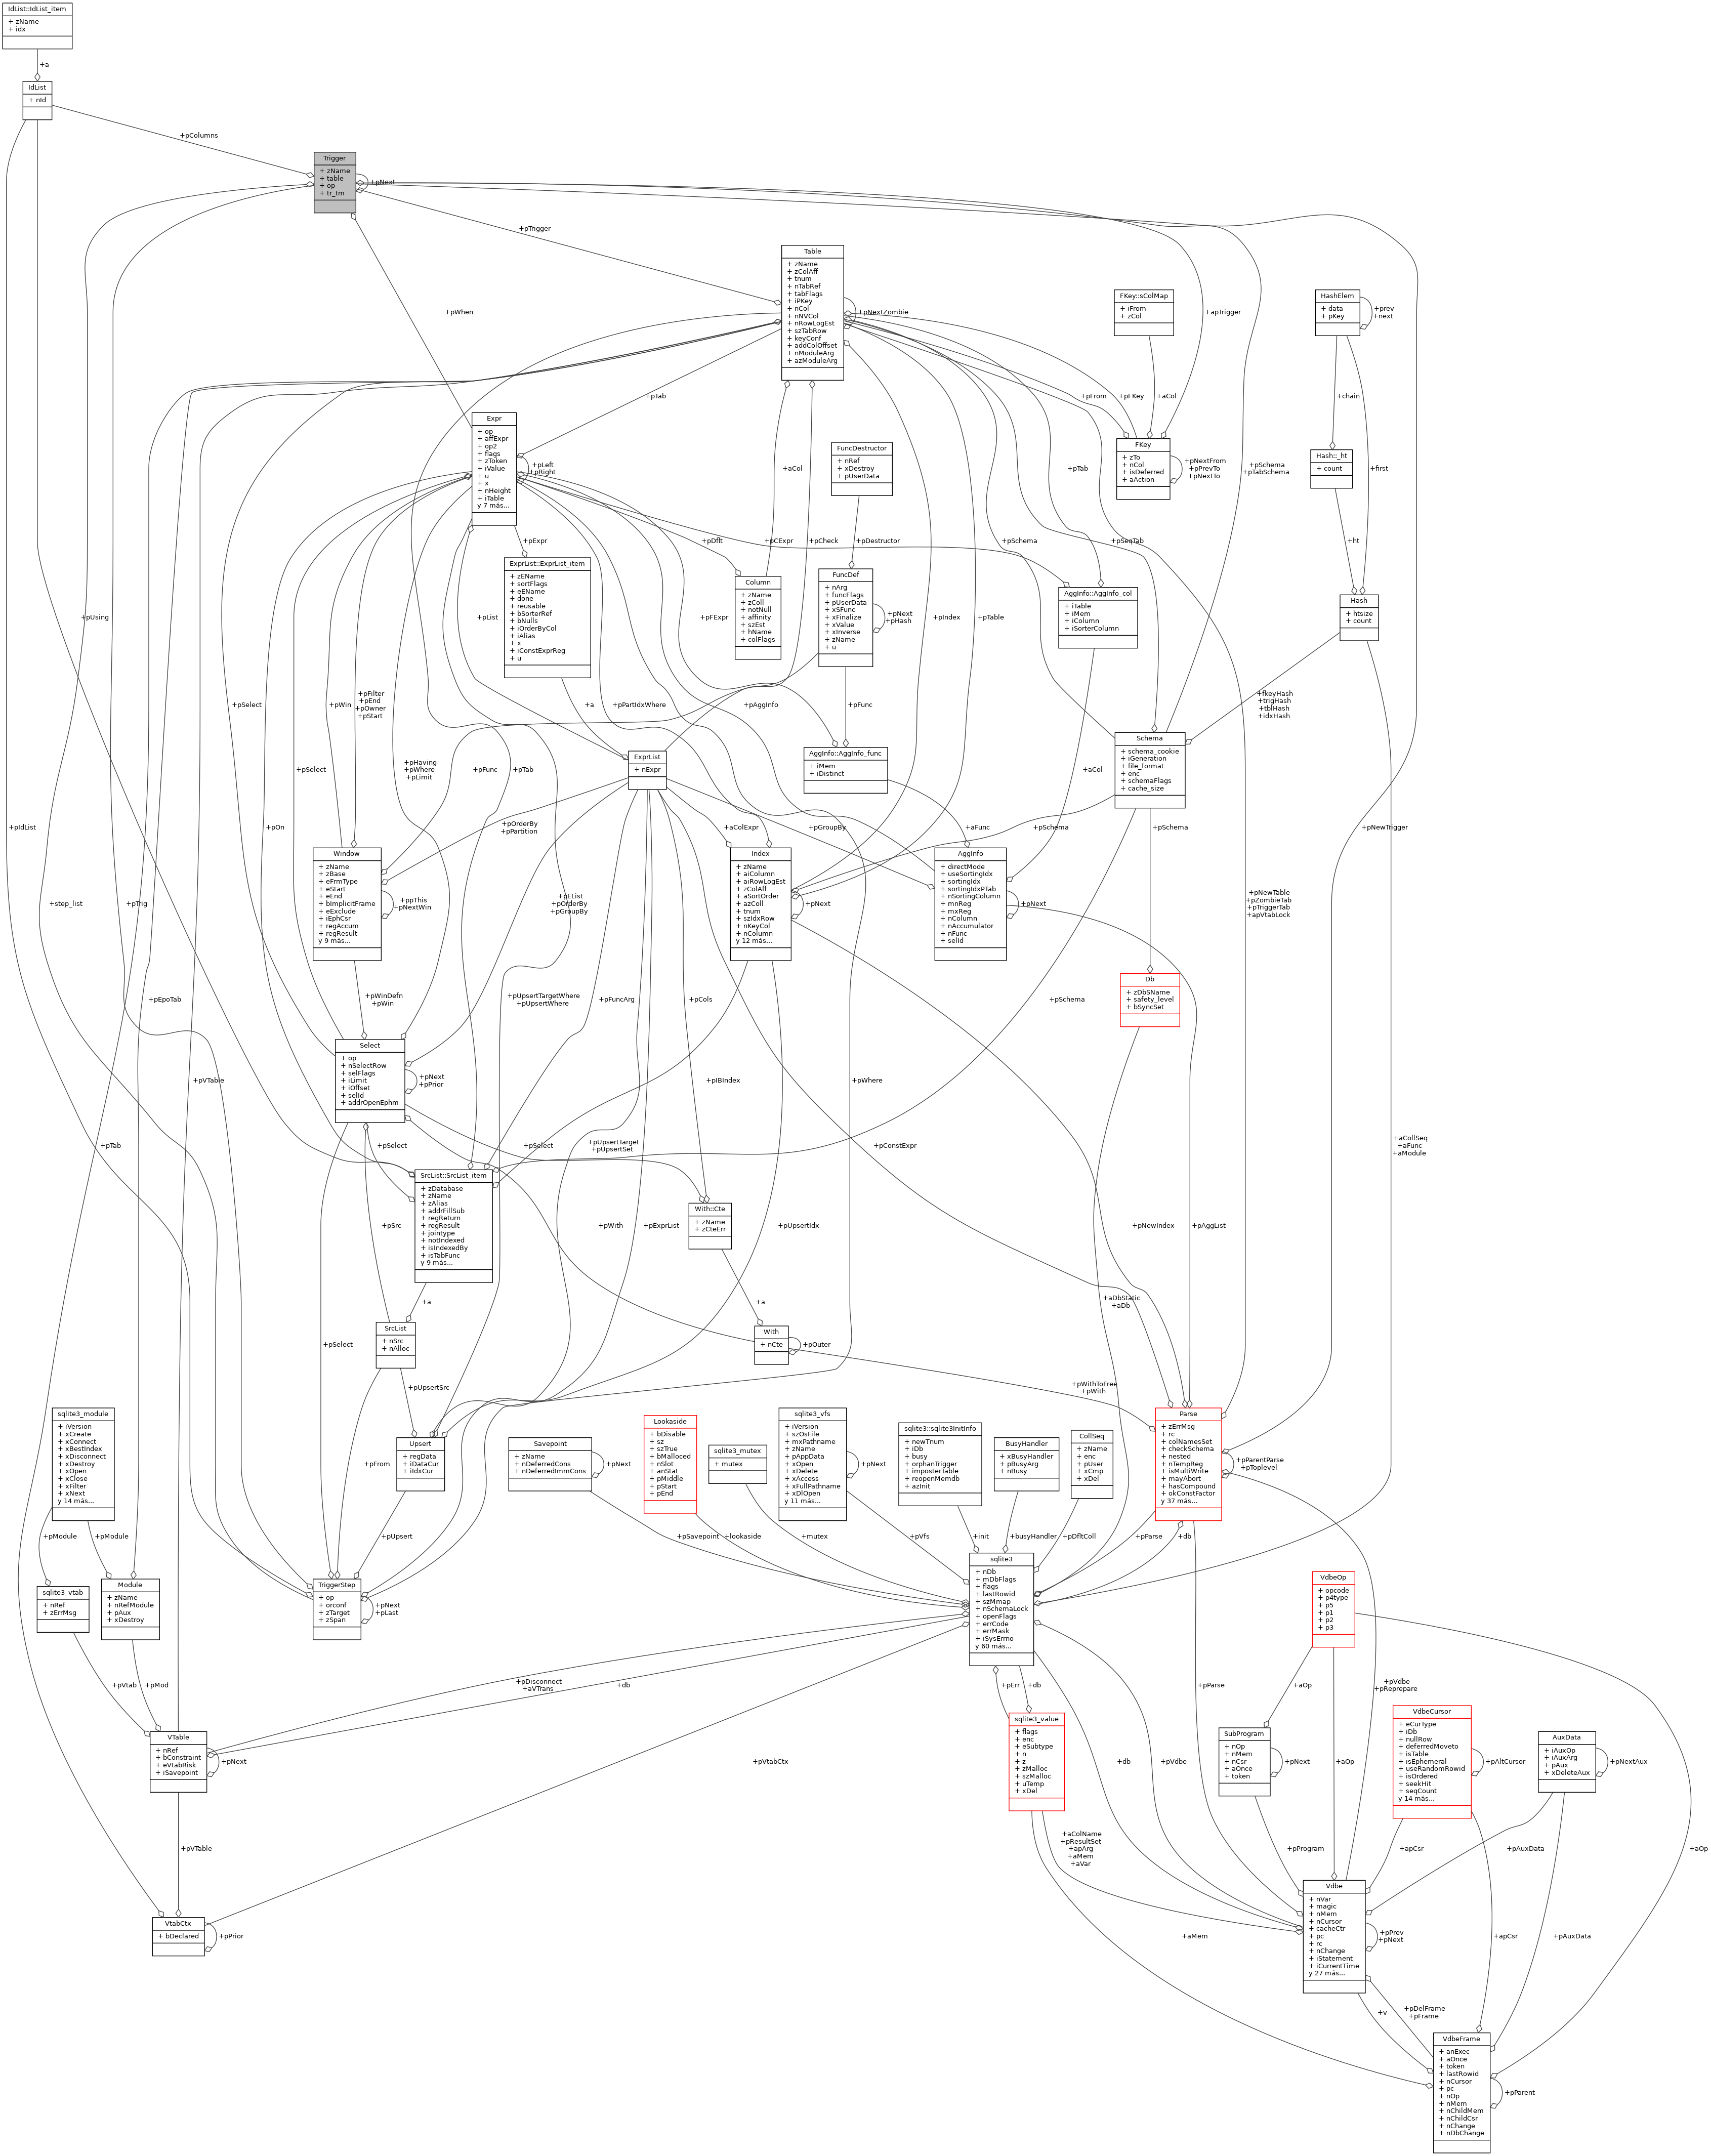 IdList::IdList_item
+ zName
+ idx
+a
IdList
+ nId
+pColumns
Trigger
+ zName
+ table
+ op
+ tr_tm
+pNext
+pTrigger
Table
+ zName
+ zColAff
+ tnum
+ nTabRef
+ tabFlags
+ iPKey
+ nCol
+ nNVCol
+ nRowLogEst
+ szTabRow
+ keyConf
+ addColOffset
+ nModuleArg
+ azModuleArg
+pNextZombie
+pWhen
+apTrigger
FKey::sColMap
+ iFrom
+ zCol
HashElem
+ data
+ pKey
+prev
+next
+pTab
+pFrom
+pFKey
+aCol
+chain
Expr
+ op
+ affExpr
+ op2
+ flags
+ zToken
+ iValue
+ u
+ x
+ nHeight
+ iTable
y 7 más...
+pLeft
+pRight
+aCol
FuncDestructor
+ nRef
+ xDestroy
+ pUserData
+pTab
FKey
+ zTo
+ nCol
+ isDeferred
+ aAction
+pNextFrom
+pPrevTo
+pNextTo
+pSchema
+pTabSchema
Hash::_ht
+ count
+first
+pExpr
+pDflt
+pCExpr
+pCheck
+pDestructor
+pSchema
+pSeqTab
+ht
ExprList::ExprList_item
+ zEName
+ sortFlags
+ eEName
+ done
+ reusable
+ bSorterRef
+ bNulls
+ iOrderByCol
+ iAlias
+ x
+ iConstExprReg
+ u
Column
+ zName
+ zColl
+ notNull
+ affinity
+ szEst
+ hName
+ colFlags
FuncDef
+ nArg
+ funcFlags
+ pUserData
+ xSFunc
+ xFinalize
+ xValue
+ xInverse
+ zName
+ u
+pNext
+pHash
AggInfo::AggInfo_col
+ iTable
+ iMem
+ iColumn
+ iSorterColumn
Hash
+ htsize
+ count
+pUsing
+pList
+pFExpr
+pIndex
+pTable
+pSelect
+pWin
+pFilter
+pEnd
+pOwner
+pStart
+a
+pPartIdxWhere
+pAggInfo
+pFunc
+fkeyHash
+trigHash
+tblHash
+idxHash
Schema
+ schema_cookie
+ iGeneration
+ file_format
+ enc
+ schemaFlags
+ cache_size
+pSelect
+pHaving
+pWhere
+pLimit
+pFunc
+pTab
ExprList
+ nExpr
AggInfo::AggInfo_func
+ iMem
+ iDistinct
+aCol
+pIdList
+pOn
+pOrderBy
+pPartition
+aColExpr
+pGroupBy
+aFunc
+pSchema
+pSchema
+pNewTrigger
Window
+ zName
+ zBase
+ eFrmType
+ eStart
+ eEnd
+ bImplicitFrame
+ eExclude
+ iEphCsr
+ regAccum
+ regResult
y 9 más...
+ppThis
+pNextWin
Index
+ zName
+ aiColumn
+ aiRowLogEst
+ zColAff
+ aSortOrder
+ azColl
+ tnum
+ szIdxRow
+ nKeyCol
+ nColumn
y 12 más...
+pNext
AggInfo
+ directMode
+ useSortingIdx
+ sortingIdx
+ sortingIdxPTab
+ nSortingColumn
+ mnReg
+ mxReg
+ nColumn
+ nAccumulator
+ nFunc
+ selId
+pNext
+step_list
+pTrig
+pEList
+pOrderBy
+pGroupBy
+pNewTable
+pZombieTab
+pTriggerTab
+apVtabLock
+pEpoTab
+pWinDefn
+pWin
+pUpsertTargetWhere
+pUpsertWhere
+pFuncArg
+pCols
+pSchema
Db
+ zDbSName
+ safety_level
+ bSyncSet
Select
+ op
+ nSelectRow
+ selFlags
+ iLimit
+ iOffset
+ selId
+ addrOpenEphm
+pNext
+pPrior
+pVTable
+pIBIndex
+pWhere
+pTab
+pSelect
+pSelect
+pUpsertTarget
+pUpsertSet
+pConstExpr
+aCollSeq
+aFunc
+aModule
SrcList::SrcList_item
+ zDatabase
+ zName
+ zAlias
+ addrFillSub
+ regReturn
+ regResult
+ jointype
+ notIndexed
+ isIndexedBy
+ isTabFunc
y 9 más...
With::Cte
+ zName
+ zCteErr
+pSrc
+pWith
+pExprList
+pUpsertIdx
+pNewIndex
+pAggList
+a
+a
+aDbStatic
+aDb
SrcList
+ nSrc
+ nAlloc
With
+ nCte
+pOuter
+pSelect
+pUpsertSrc
+pWithToFree
+pWith
sqlite3_module
+ iVersion
+ xCreate
+ xConnect
+ xBestIndex
+ xDisconnect
+ xDestroy
+ xOpen
+ xClose
+ xFilter
+ xNext
y 14 más...
+pFrom
Upsert
+ regData
+ iDataCur
+ iIdxCur
Savepoint
+ zName
+ nDeferredCons
+ nDeferredImmCons
+pNext
Lookaside
+ bDisable
+ sz
+ szTrue
+ bMalloced
+ nSlot
+ anStat
+ pMiddle
+ pStart
+ pEnd
sqlite3_mutex
+ mutex
sqlite3_vfs
+ iVersion
+ szOsFile
+ mxPathname
+ zName
+ pAppData
+ xOpen
+ xDelete
+ xAccess
+ xFullPathname
+ xDlOpen
y 11 más...
+pNext
sqlite3::sqlite3InitInfo
+ newTnum
+ iDb
+ busy
+ orphanTrigger
+ imposterTable
+ reopenMemdb
+ azInit
BusyHandler
+ xBusyHandler
+ pBusyArg
+ nBusy
CollSeq
+ zName
+ enc
+ pUser
+ xCmp
+ xDel
Parse
+ zErrMsg
+ rc
+ colNamesSet
+ checkSchema
+ nested
+ nTempReg
+ isMultiWrite
+ mayAbort
+ hasCompound
+ okConstFactor
y 37 más...
+pParentParse
+pToplevel
+pModule
+pModule
+pUpsert
+pSavepoint
+lookaside
+mutex
+pVfs
+init
+busyHandler
+pDfltColl
+pParse
+db
sqlite3_vtab
+ nRef
+ zErrMsg
Module
+ zName
+ nRefModule
+ pAux
+ xDestroy
TriggerStep
+ op
+ orconf
+ zTarget
+ zSpan
+pNext
+pLast
sqlite3
+ nDb
+ mDbFlags
+ flags
+ lastRowid
+ szMmap
+ nSchemaLock
+ openFlags
+ errCode
+ errMask
+ iSysErrno
y 60 más...
VdbeOp
+ opcode
+ p4type
+ p5
+ p1
+ p2
+ p3
+pVtab
+pMod
+pDisconnect
+aVTrans
+db
+pErr
+db
+pParse
+aOp
+pVdbe
+pReprepare
VTable
+ nRef
+ bConstraint
+ eVtabRisk
+ iSavepoint
+pNext
+pVtabCtx
sqlite3_value
+ flags
+ enc
+ eSubtype
+ n
+ z
+ zMalloc
+ szMalloc
+ uTemp
+ xDel
+db
+pVdbe
SubProgram
+ nOp
+ nMem
+ nCsr
+ aOnce
+ token
+pNext
+aOp
VdbeCursor
+ eCurType
+ iDb
+ nullRow
+ deferredMoveto
+ isTable
+ isEphemeral
+ useRandomRowid
+ isOrdered
+ seekHit
+ seqCount
y 14 más...
+pAltCursor
AuxData
+ iAuxOp
+ iAuxArg
+ pAux
+ xDeleteAux
+pNextAux
+pVTable
+aColName
+pResultSet
+apArg
+aMem
+aVar
+pProgram
+apCsr
+pAuxData
+aOp
VtabCtx
+ bDeclared
+pPrior
+aMem
Vdbe
+ nVar
+ magic
+ nMem
+ nCursor
+ cacheCtr
+ pc
+ rc
+ nChange
+ iStatement
+ iCurrentTime
y 27 más...
+pPrev
+pNext
+apCsr
+pAuxData
+v
+pDelFrame
+pFrame
VdbeFrame
+ anExec
+ aOnce
+ token
+ lastRowid
+ nCursor
+ pc
+ nOp
+ nMem
+ nChildMem
+ nChildCsr
+ nChange
+ nDbChange
+pParent